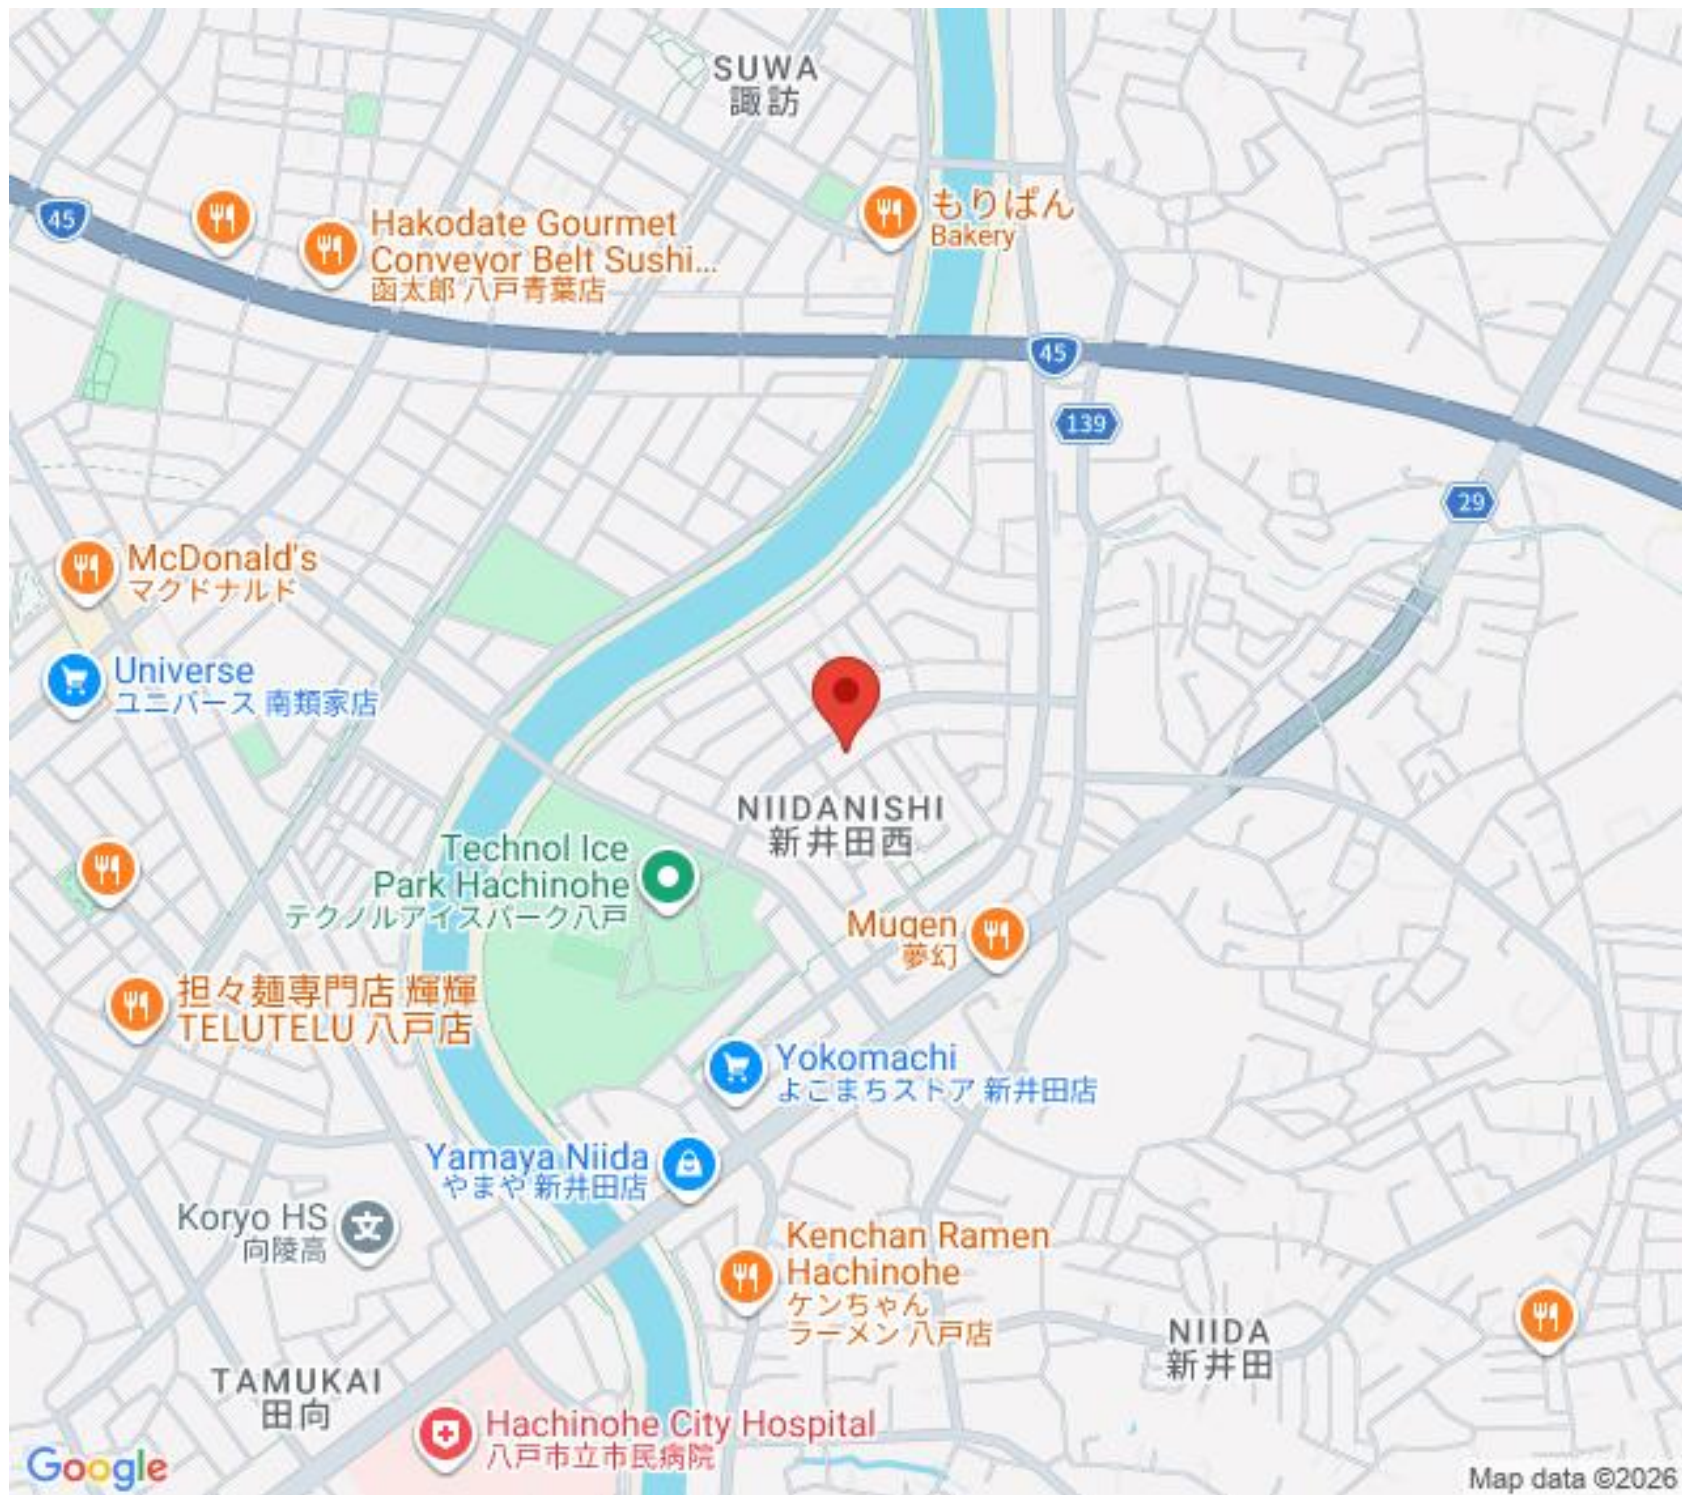 SUWA
諏訪
45
もりぱん
Bakery
Hakodate Gourmet
Conveyor Belt Sushi...
函太郎 八戸青葉店
45
139
29
McDonald's
マクドナルド
Universe
ユニバース 南類家店
NIIDANISHI
新井田西
Technol Ice
Park Hachinohe
テクノルアイスパーク八戸
Mugen
夢幻
担々麺専門店 輝輝
TELUTELU 八戸店
Yokomachi
よこまちストア 新井田店
Yamaya Niida
やまや 新井田店
Koryo HS
向陵高
文
Kenchan Ramen
Hachinohe
ケンちゃん
ラーメン 八戸店
NIIDA
新井田
TAMUKAI
田向
Hachinohe City Hospital
八戸市立市民病院
Google
Map data ©2026